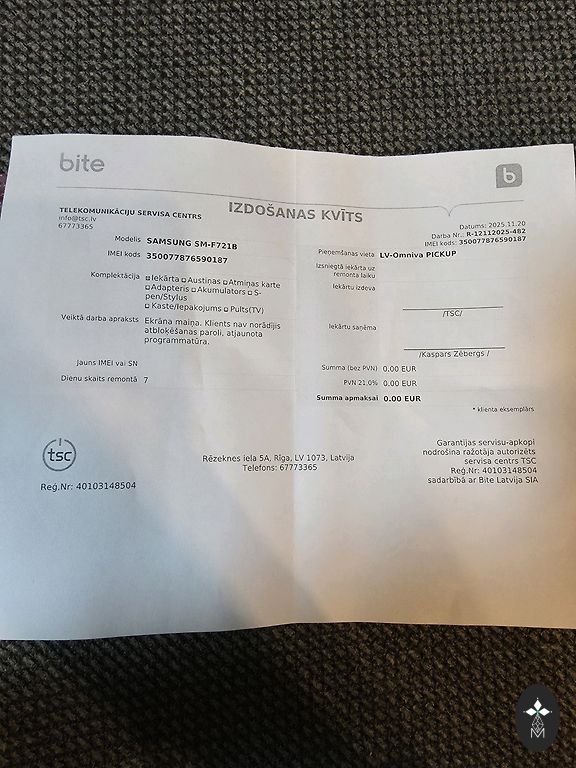 bite
b
IZDOŠANAS KVĪTS
TELEKOMUNIKĀCIJU SERVISA CENTRS
info@tsc.lv
67773365
Datums: 2025.11.20
Darba Nr.: R-12112025-482
IMEI kods: 350077876590187
Modelis SAMSUNG SM-F721B
IMEI kods 350077876590187
Komplektācija Iekārta Austiņas Atmiņas karte
Adapteris Akumulators S-
pen/Stylus
Kaste/Iepakojums Pults(TV)
Veiktā darba apraksts Ekrāna maiņa. Klients nav norādījis
atbloķēšanas paroli, atjaunota
programmatūra.
Jauns IMEI vai SN
Dienu skaits remontā 7
Pieņemšanas vieta LV-Omniva PICKUP
Izsniegtā iekārta uz
remonta laiku
Iekārtu izdeva
/TSC/
Iekārtu saņēma
/Kaspars Zēbergs /
Summa (bez PVN) 0.00 EUR
PVN 21,0% 0.00 EUR
Summa apmaksai 0.00 EUR
* klienta eksemplārs
tsc
Reģ.Nr: 40103148504
Rēzeknes iela 5A, Rīga, LV 1073, Latvija
Telefons: 67773365
Garantijas servisu-apkopi
nodrošina ražotāja autorizēts
servisa centrs TSC
Reģ.Nr: 40103148504
sadarbībā ar Bite Latvija SIA
M